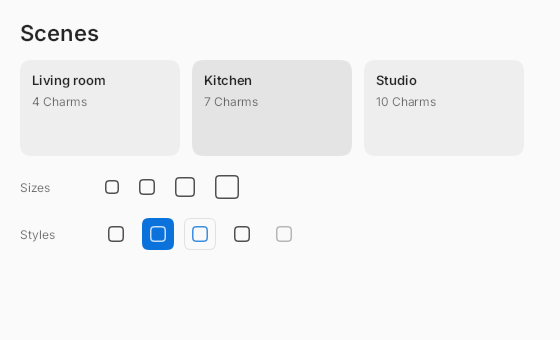 Scenes
Living room
4 Charms
Kitchen
7 Charms
Studio
10 Charms
Sizes
Styles